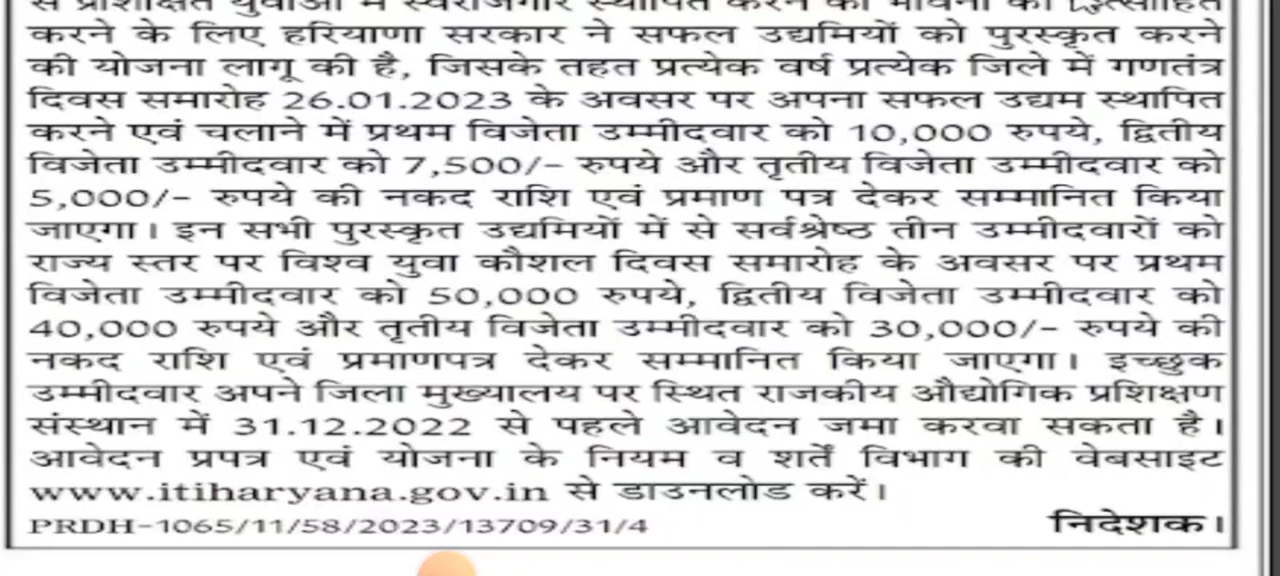 से प्रशिक्षित युवाओं में स्वरोजगार स्थापित करने की भावना को
करने के लिए हरियाणा सरकार ने सफल उद्यमियों को पुरस्कृत करने
की योजना लागू की है, जिसके तहत प्रत्येक वर्ष प्रत्येक जिले में गणतंत्र
दिवस समारोह 26.01.2023 के अवसर पर अपना सफल उद्यम स्थापित
करने एवं चलाने में प्रथम विजेता उम्मीदवार को 10,000 रुपये, द्वितीय
विजेता उम्मीदवार को 7,500/- रुपये और तृतीय विजेता उम्मीदवार को
5,000/- रुपये की नकद राशि एवं प्रमाण पत्र देकर सम्मानित किया
जाएगा। इन सभी पुरस्कृत उद्यमियों में से सर्वश्रेष्ठ तीन उम्मीदवारों को
राज्य स्तर पर विश्व युवा कौशल दिवस समारोह के अवसर पर प्रथम
विजेता उम्मीदवार को 50,000 रुपये, द्वितीय विजेता उम्मीदवार को
40,000 रुपये और तृतीय विजेता उम्मीदवार को 30,000/- रुपये की
नकद राशि एवं प्रमाणपत्र देकर सम्मानित किया जाएगा। इच्छुक
उम्मीदवार अपने जिला मुख्यालय पर स्थित राजकीय औद्योगिक प्रशिक्षण
संस्थान में 31.12.2022 से पहले आवेदन जमा करवा सकता है।
आवेदन प्रपत्र एवं योजना के नियम व शर्तें विभाग की वेबसाइट
www.itiharyana.gov.in से डाउनलोड करें।
PRDH-1065/11/58/2023/13709/31/4 निदेशक।